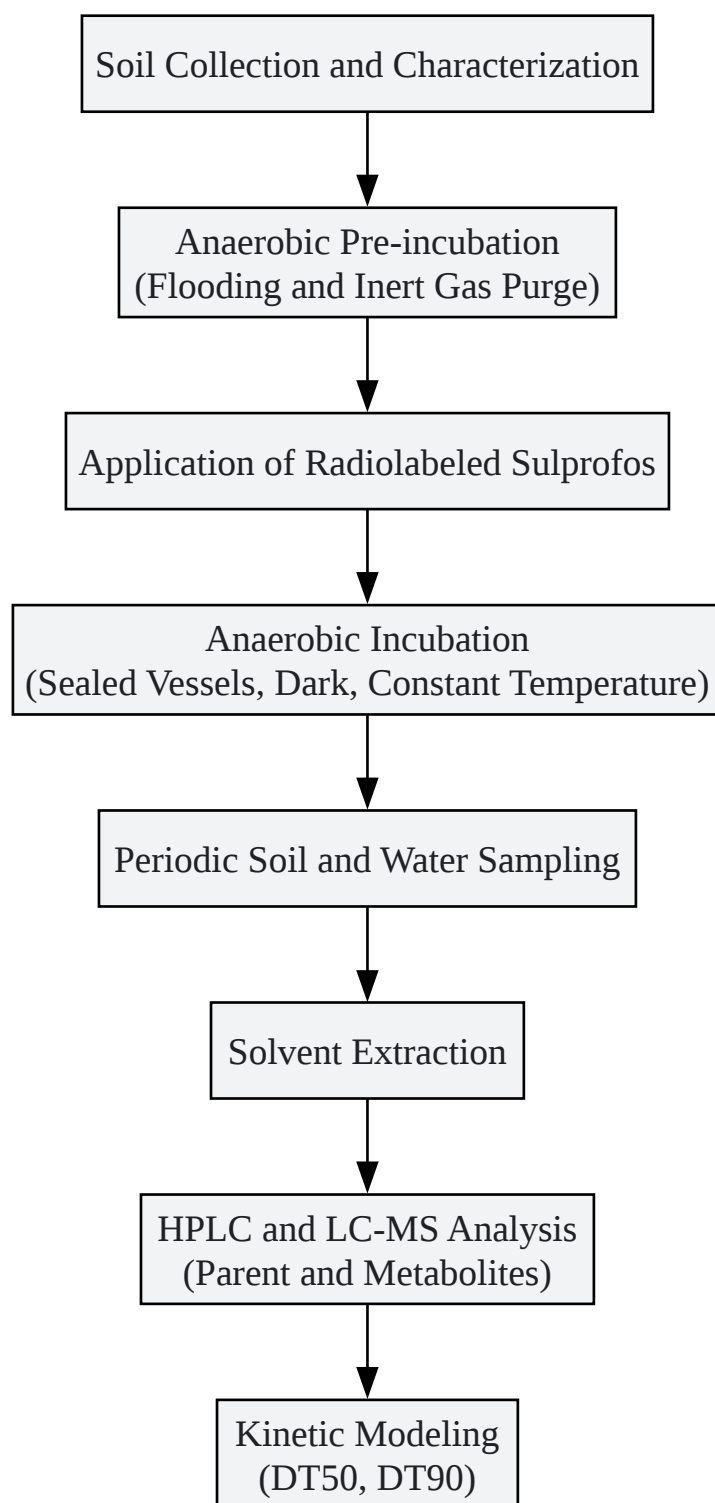 Soil Collection and Characterization
Anaerobic Pre-incubation
(Flooding and Inert Gas Purge)
Application of Radiolabeled Sulprofos
Anaerobic Incubation
(Sealed Vessels, Dark, Constant Temperature)
Periodic Soil and Water Sampling
Solvent Extraction
HPLC and LC-MS Analysis
(Parent and Metabolites)
Kinetic Modeling
(DT50, DT90)